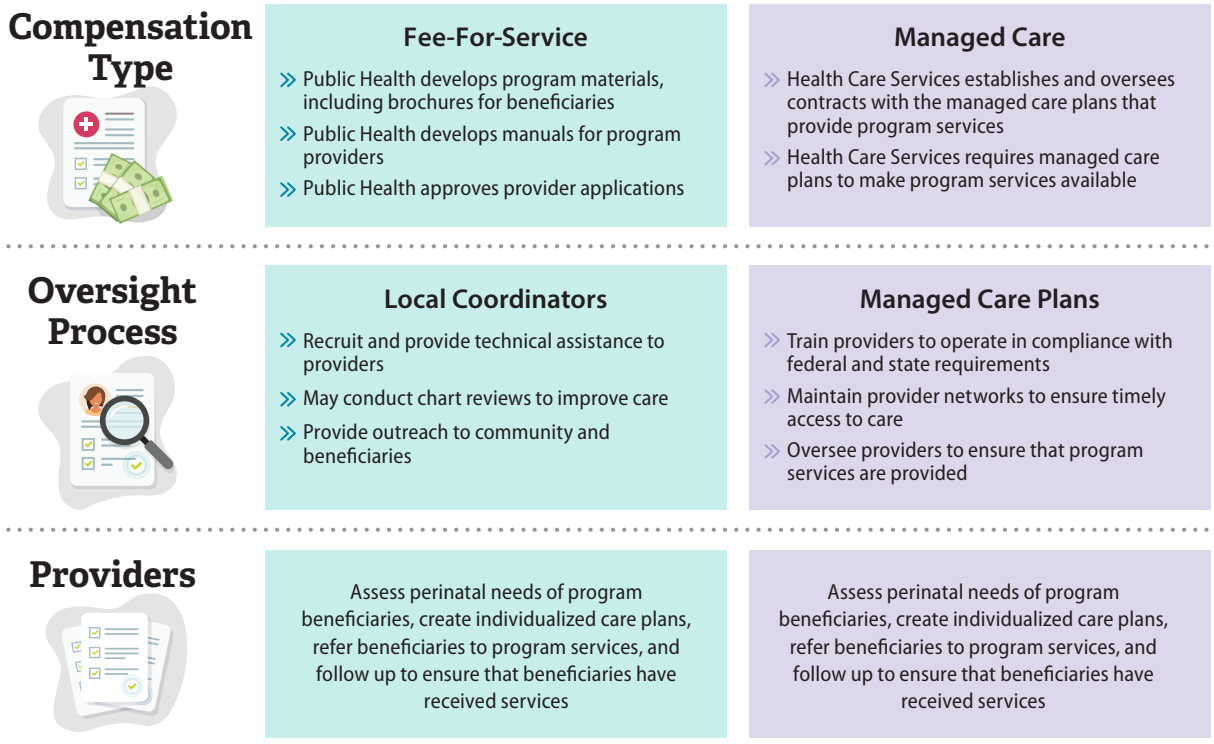 Compensation
Type
Fee-For-Service
» Public Health develops program materials,
including brochures for beneficiaries
» Public Health develops manuals for program
providers
» Public Health approves provider applications
Managed Care
» Health Care Services establishes and oversees
contracts with the managed care plans that
provide program services
» Health Care Services requires managed care
plans to make program services available
Oversight
Process
Local Coordinators
» Recruit and provide technical assistance to
providers
» May conduct chart reviews to improve care
» Provide outreach to community and
beneficiaries
Managed Care Plans
» Train providers to operate in compliance with
federal and state requirements
» Maintain provider networks to ensure timely
access to care
» Oversee providers to ensure that program
services are provided
Providers
Assess perinatal needs of program
beneficiaries, create individualized care plans,
refer beneficiaries to program services, and
follow up to ensure that beneficiaries have
received services
Assess perinatal needs of program
beneficiaries, create individualized care plans,
refer beneficiaries to program services, and
follow up to ensure that beneficiaries have
received services